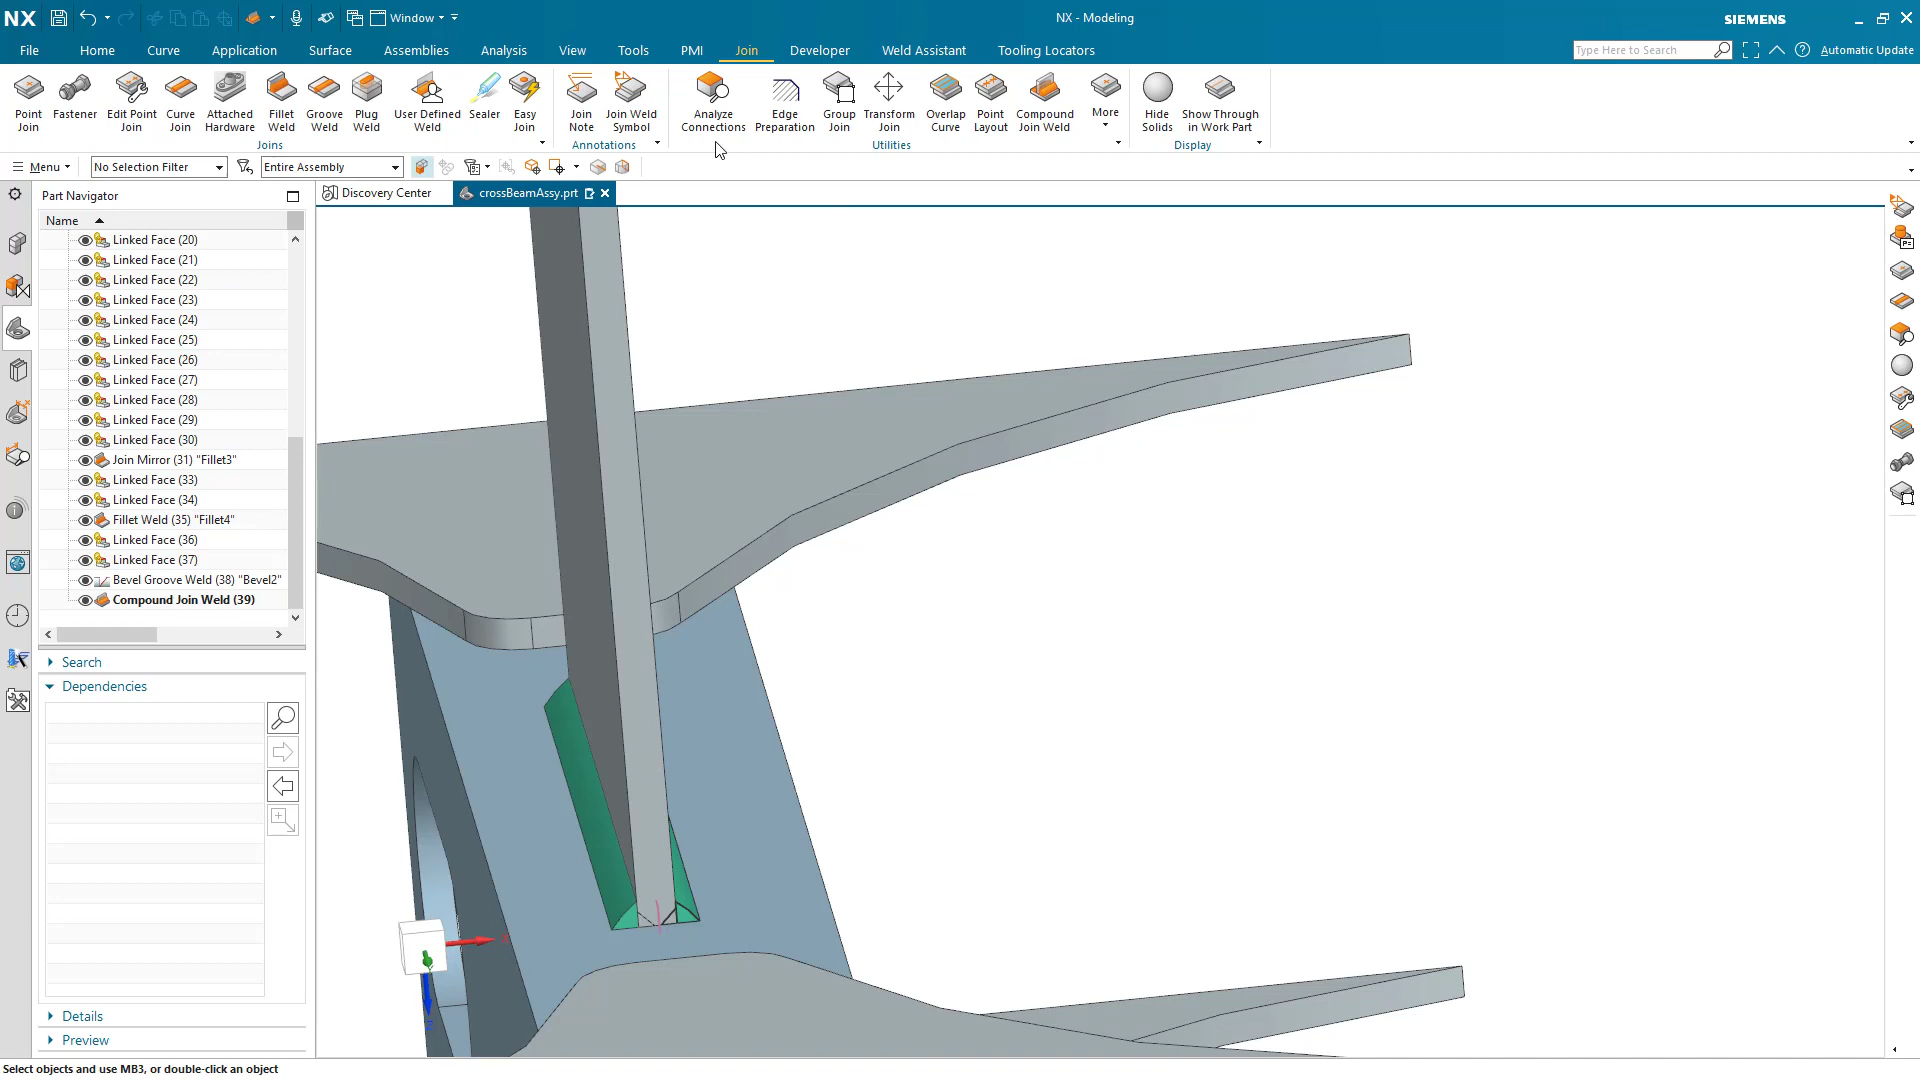 NX Window NX - Modeling SIEMENS
File Home Curve Application Surface Assemblies Analysis View Tools PMI Join Developer Weld Assistant Tooling Locators Type Here to Search Automatic Update
Point Join Fastener Edit Point Join Curve Join Attached Hardware Fillet Weld Groove Weld Plug Weld User Defined Weld Sealer Easy Join Join Note Join Weld Symbol Analyze Connections Edge Preparation Group Join Transform Join Overlap Curve Point Layout Compound Join Weld More Hide Solids Show Through in Work Part
Joins Annotations Utilities Display
Menu No Selection Filter Entire Assembly
Part Navigator Discovery Center crossBeamAssy.prt
Name
Linked Face (20)
Linked Face (21)
Linked Face (22)
Linked Face (23)
Linked Face (24)
Linked Face (25)
Linked Face (26)
Linked Face (27)
Linked Face (28)
Linked Face (29)
Linked Face (30)
Join Mirror (31) "Fillet3"
Linked Face (33)
Linked Face (34)
Fillet Weld (35) "Fillet4"
Linked Face (36)
Linked Face (37)
Bevel Groove Weld (38) "Bevel2"
Compound Join Weld (39)
Search
Dependencies
Details
Preview
Select objects and use MB3, or double-click an object